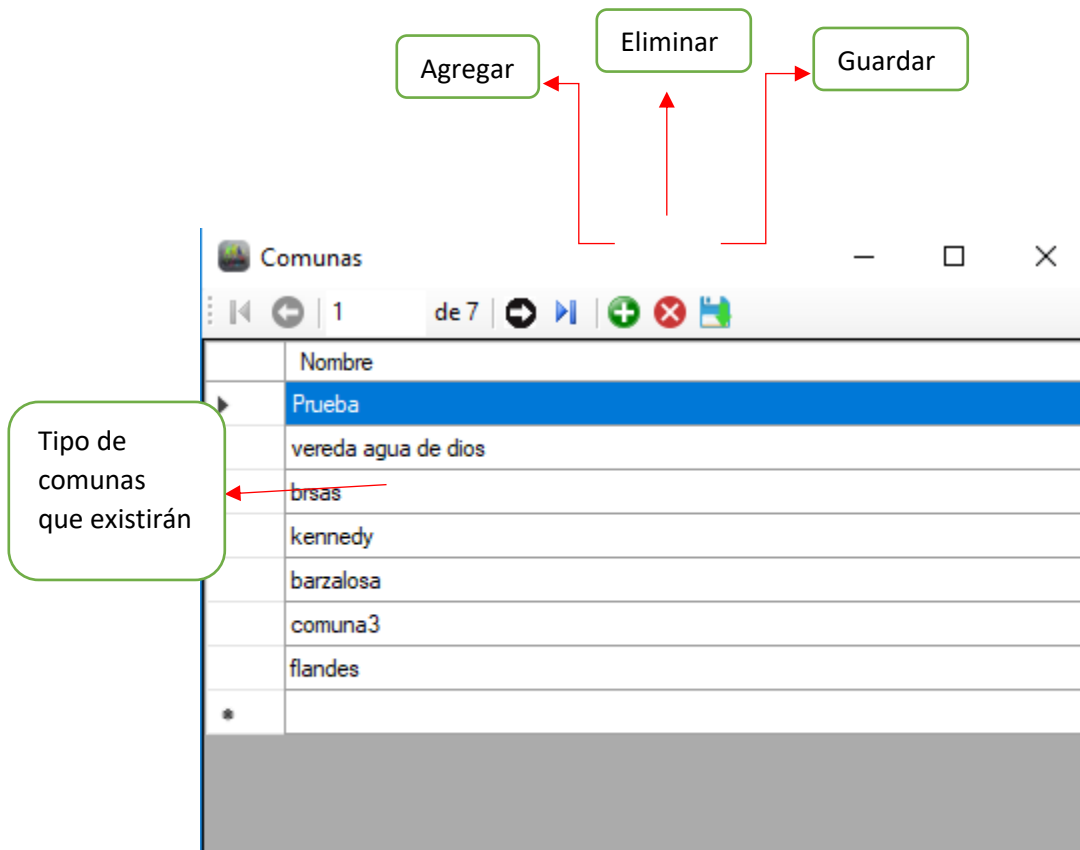 Agregar
Eliminar
Guardar
Comunas
1 de 7
Nombre
Prueba
vereda agua de dios
brsas
kennedy
barzalosa
comuna3
flandes
Tipo de
comunas
que existirán